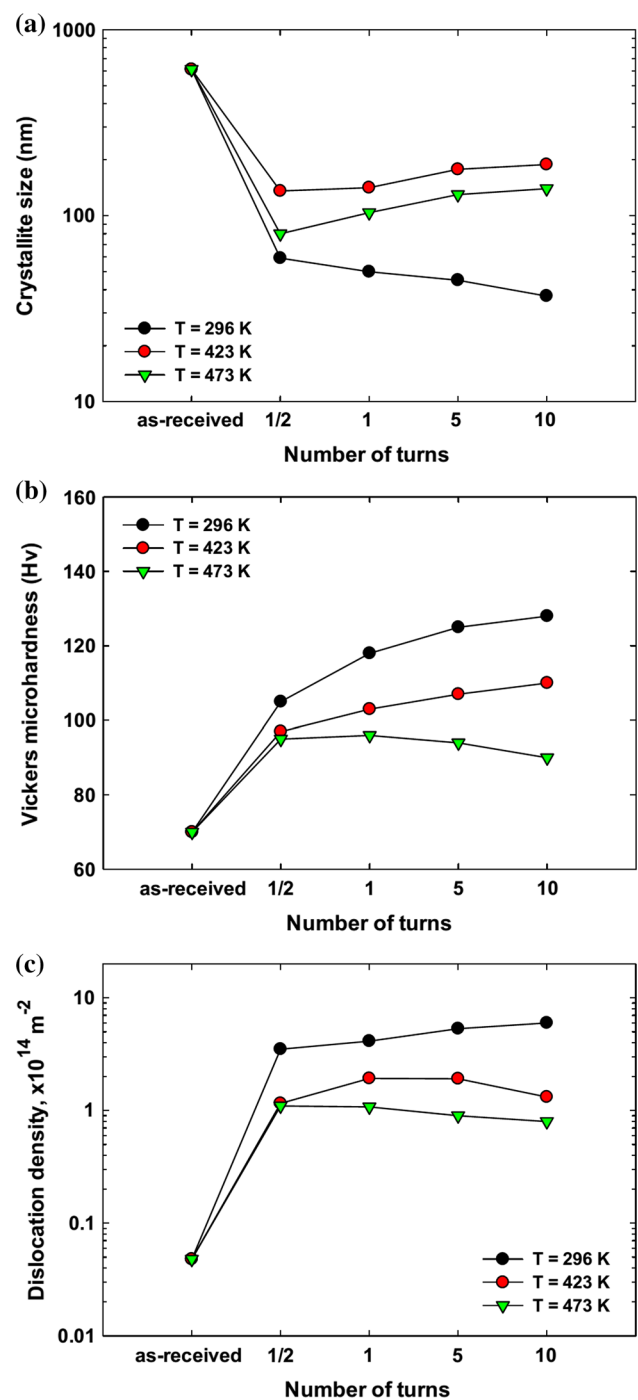 (a)
1000
100
10
Crystallite size (nm)
T = 296 K
T = 423 K
T = 473 K
as-received 1/2 1 5 10
Number of turns
(b)
160
140
120
100
80
60
Vickers microhardness (Hv)
T = 296 K
T = 423 K
T = 473 K
as-received 1/2 1 5 10
Number of turns
(c)
10
1
0.1
0.01
Dislocation density, x10¹⁴ m⁻²
T = 296 K
T = 423 K
T = 473 K
as-received 1/2 1 5 10
Number of turns